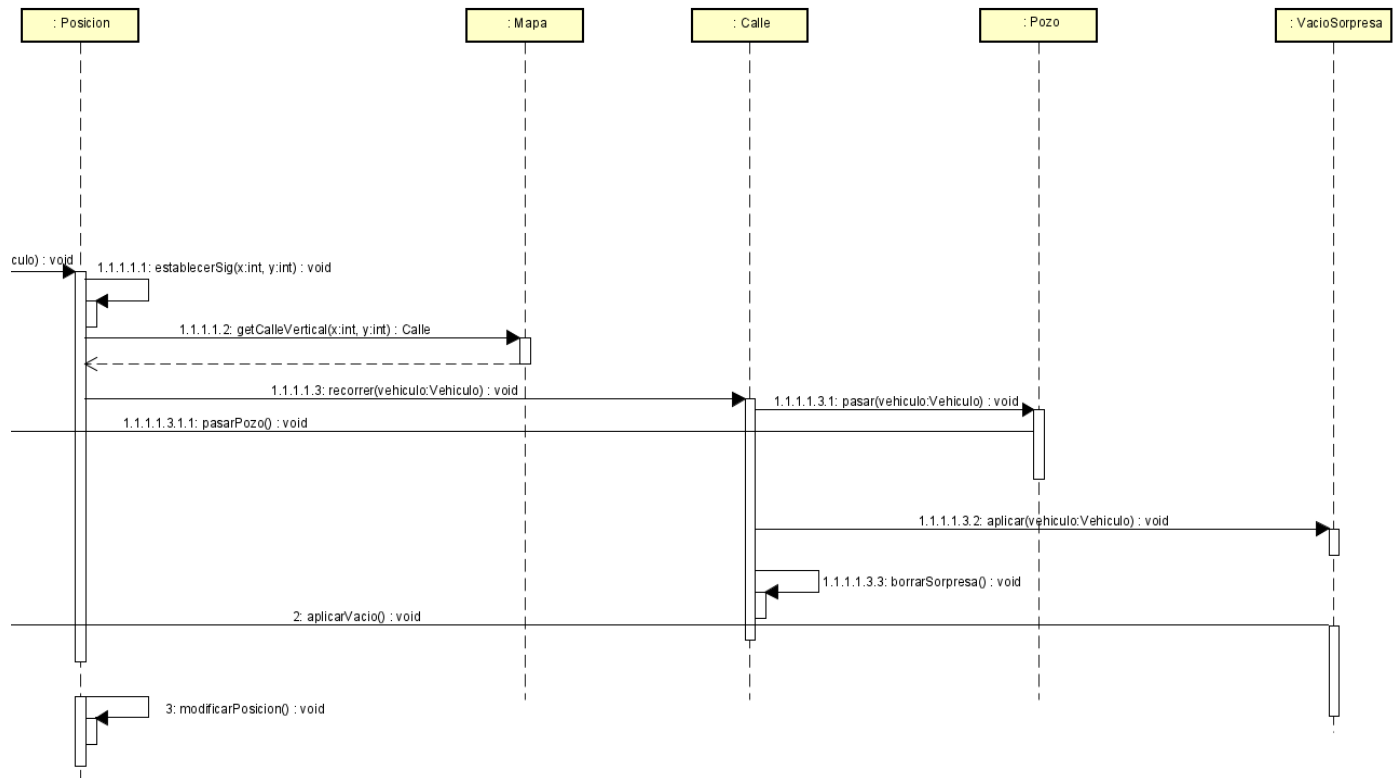 : Posicion
: Mapa
: Calle
: Pozo
: VacioSorpresa
culo) : void
1.1.1.1.1: establecerSig(x:int, y:int) : void
1.1.1.1.2: getCalleVertical(x:int, y:int) : Calle
1.1.1.1.3: recorrer(vehiculo:Vehiculo) : void
1.1.1.1.3.1: pasar(vehiculo:Vehiculo) : void
1.1.1.1.3.1.1: pasarPozo() : void
1.1.1.1.3.2: aplicar(vehiculo:Vehiculo) : void
1.1.1.1.3.3: borrarSorpresa() : void
2: aplicarVacio() : void
3: modificarPosicion() : void